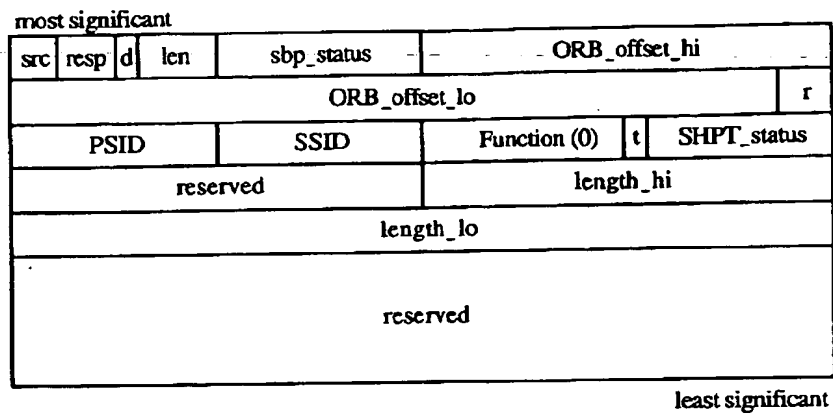 most significant
src resp d len sbp_status ORB_offset_hi
ORB_offset_lo r
PSID SSID Function (0) t SHPT_status
reserved length_hi
length_lo
reserved
least significant